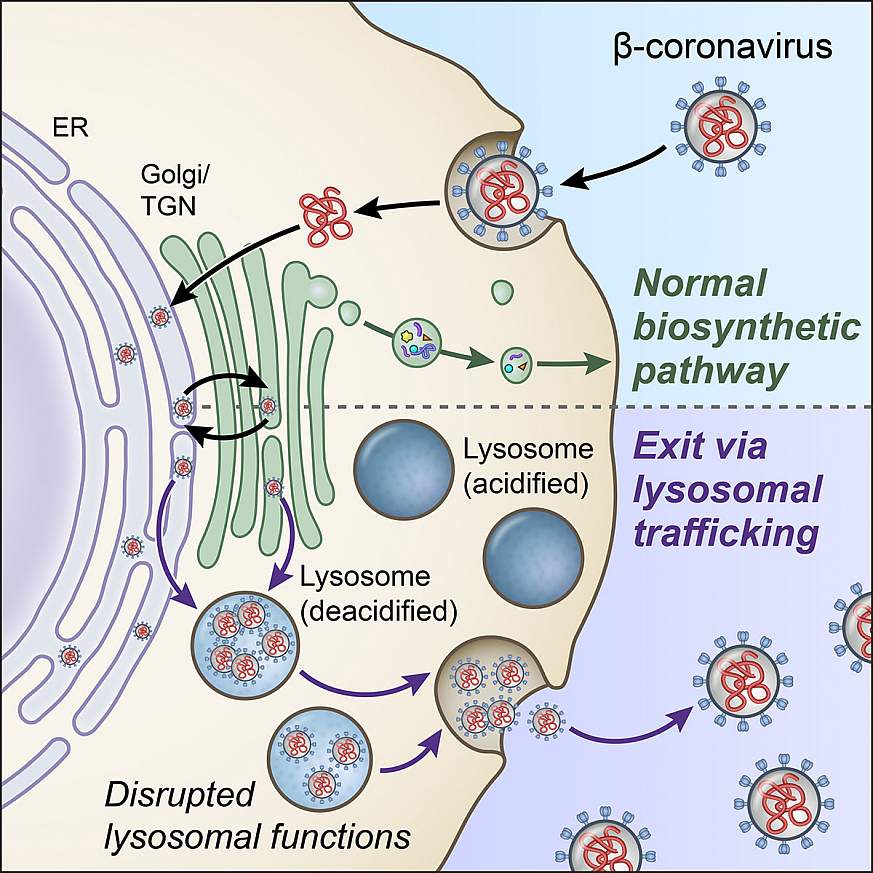 β-coronavirus
ER
Golgi/
TGN
Normal
biosynthetic
pathway
Lysosome
(acidified)
Exit via
lysosomal
trafficking
Lysosome
(deacidified)
Disrupted
lysosomal functions